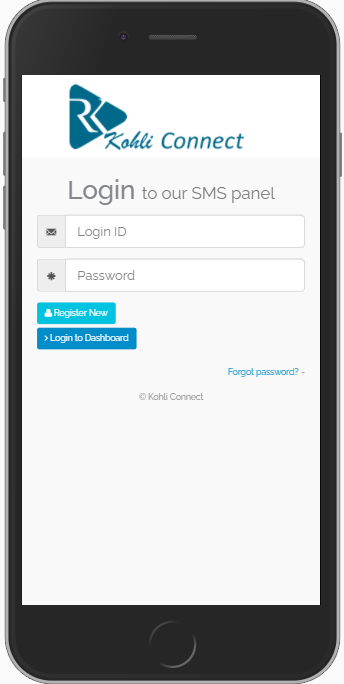 RK
Kohli Connect
Login to our SMS panel
Login ID
Password
Register New
> Login to Dashboard
Forgot password? -
© Kohli Connect